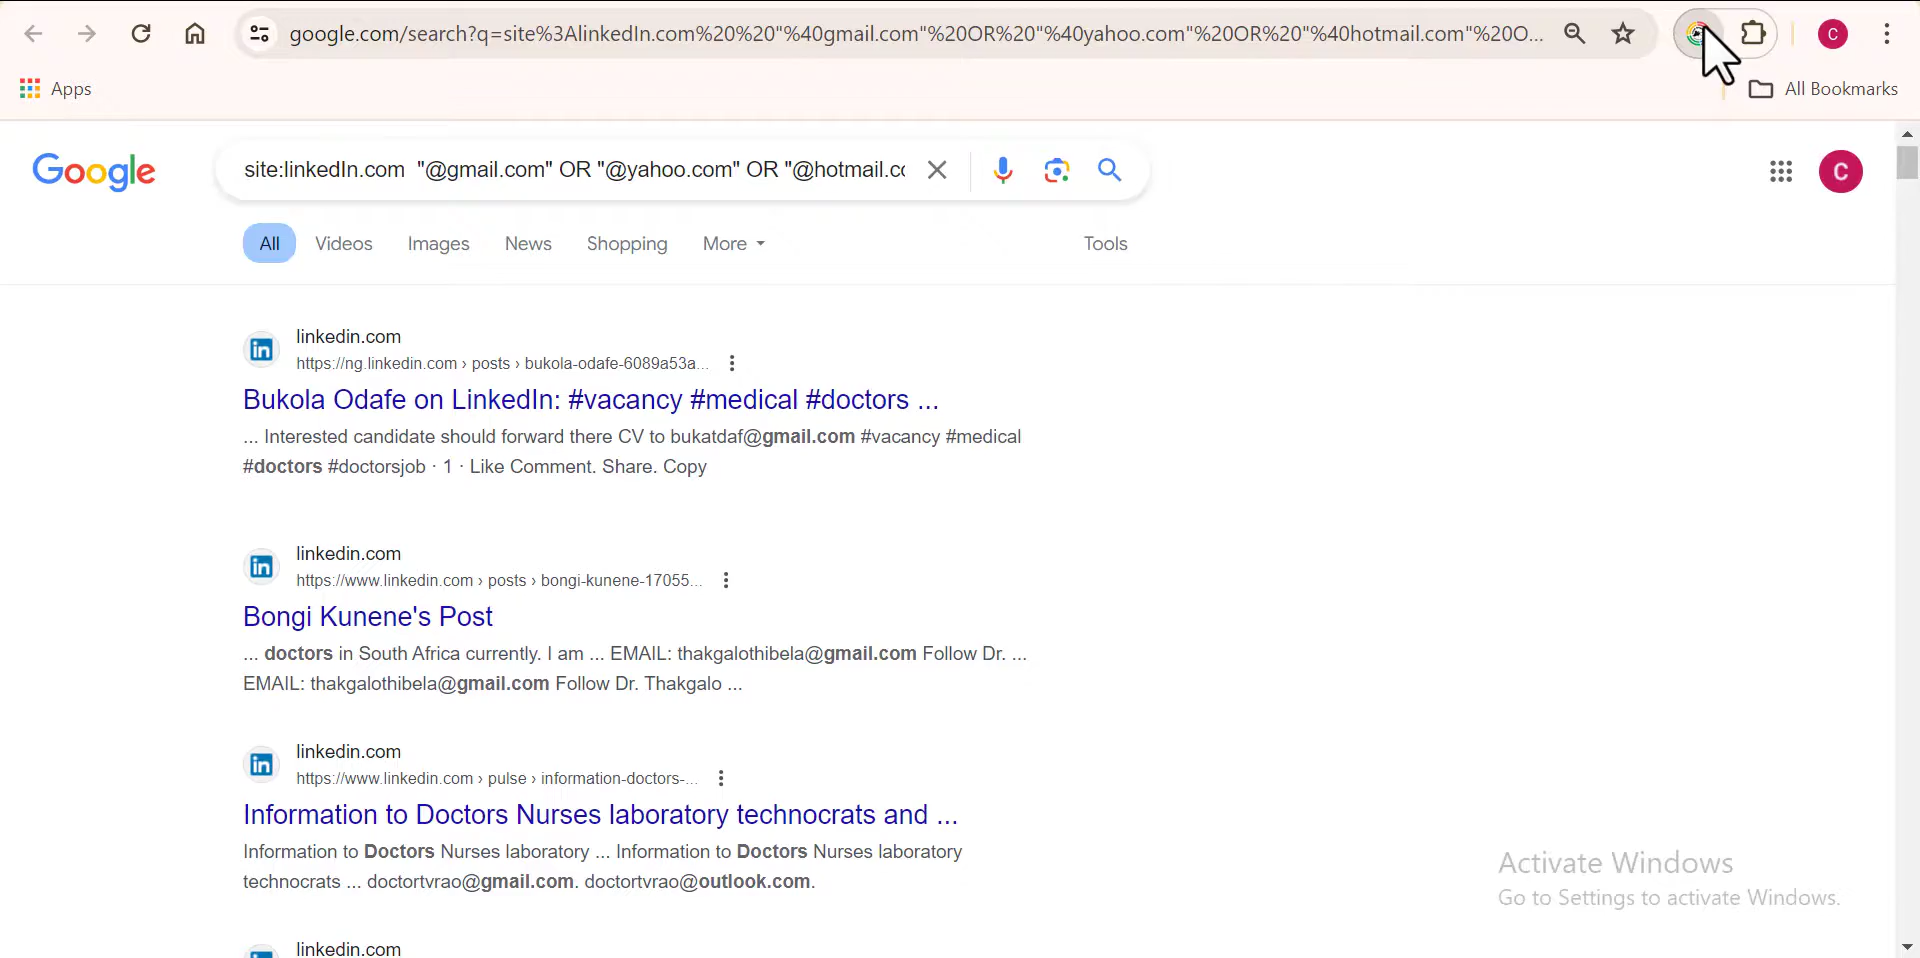 google.com/search?q=site%3AlinkedIn.com%20%20"%40gmail.com"%20OR%20"%40yahoo.com"%20OR%20"%40hotmail.com"%20O...
C
Apps
All Bookmarks
Google
site:linkedIn.com "@gmail.com" OR "@yahoo.com" OR "@hotmail.cc
C
All
Videos
Images
News
Shopping
More
Tools
in
linkedin.com
https://ng.linkedin.com › posts › bukola-odafe-6089a53a...
Bukola Odafe on LinkedIn: #vacancy #medical #doctors ...
... Interested candidate should forward there CV to bukatdaf@gmail.com #vacancy #medical
#doctors #doctorsjob · 1 · Like Comment. Share. Copy
in
linkedin.com
https://www.linkedin.com › posts › bongi-kunene-17055...
Bongi Kunene's Post
... doctors in South Africa currently. I am ... EMAIL: thakgalothibela@gmail.com Follow Dr. ...
EMAIL: thakgalothibela@gmail.com Follow Dr. Thakgalo ...
in
linkedin.com
https://www.linkedin.com › pulse › information-doctors-...
Information to Doctors Nurses laboratory technocrats and ...
Information to Doctors Nurses laboratory ... Information to Doctors Nurses laboratory
technocrats ... doctortvrao@gmail.com. doctortvrao@outlook.com.
linkedin.com
Activate Windows
Go to Settings to activate Windows.